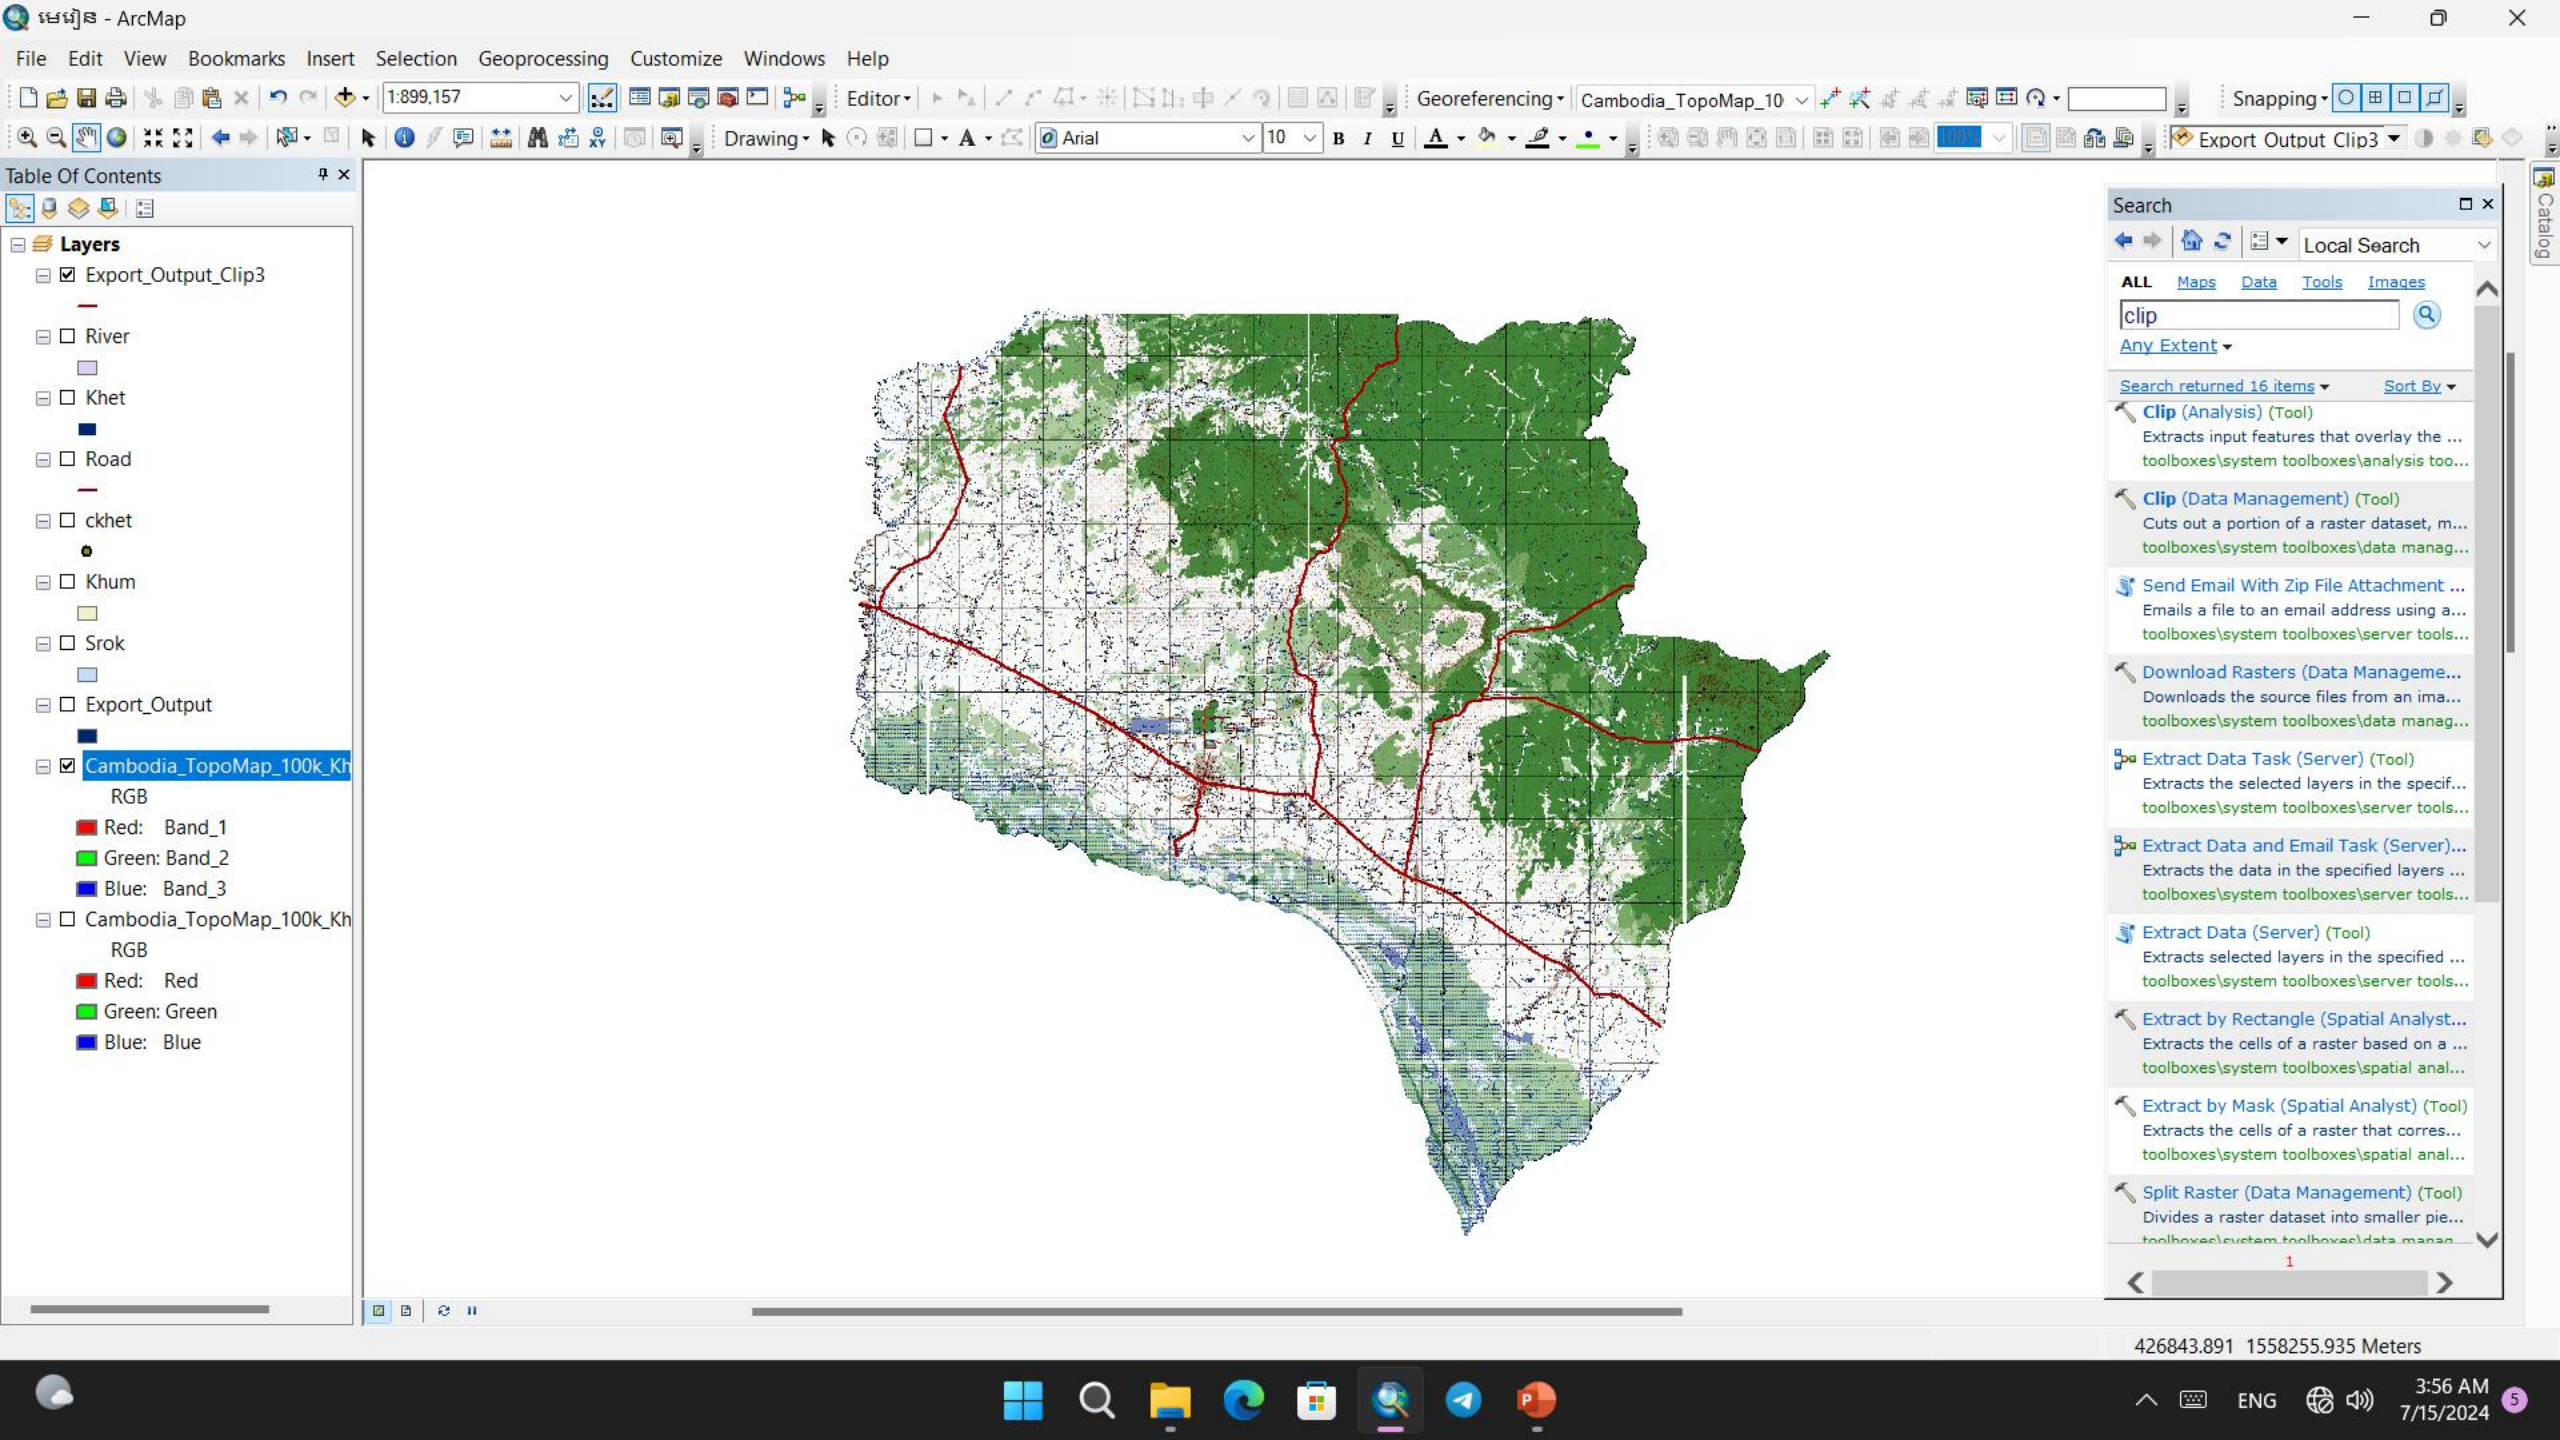 មេរៀន - ArcMap
File Edit View Bookmarks Insert Selection Geoprocessing Customize Windows Help
1:899,157
Editor
Georeferencing
Cambodia_TopoMap_10
Snapping
Drawing
Arial
10
B I U A
100%
Export_Output_Clip3
Table Of Contents
Layers
Export_Output_Clip3
River
Khet
Road
ckhet
Khum
Srok
Export_Output
Cambodia_TopoMap_100k_Kh
RGB
Red: Band_1
Green: Band_2
Blue: Band_3
Cambodia_TopoMap_100k_Kh
RGB
Red: Red
Green: Green
Blue: Blue
Search
Local Search
ALL Maps Data Tools Images
clip
Any Extent
Search returned 16 items Sort By
Clip (Analysis) (Tool)
Extracts input features that overlay the ...
toolboxes\system toolboxes\analysis too...
Clip (Data Management) (Tool)
Cuts out a portion of a raster dataset, m...
toolboxes\system toolboxes\data manag...
Send Email With Zip File Attachment ...
Emails a file to an email address using a...
toolboxes\system toolboxes\server tools...
Download Rasters (Data Manageme...
Downloads the source files from an ima...
toolboxes\system toolboxes\data manag...
Extract Data Task (Server) (Tool)
Extracts the selected layers in the specif...
toolboxes\system toolboxes\server tools...
Extract Data and Email Task (Server)...
Extracts the data in the specified layers ...
toolboxes\system toolboxes\server tools...
Extract Data (Server) (Tool)
Extracts selected layers in the specified ...
toolboxes\system toolboxes\server tools...
Extract by Rectangle (Spatial Analyst...
Extracts the cells of a raster based on a ...
toolboxes\system toolboxes\spatial anal...
Extract by Mask (Spatial Analyst) (Tool)
Extracts the cells of a raster that corres...
toolboxes\system toolboxes\spatial anal...
Split Raster (Data Management) (Tool)
Divides a raster dataset into smaller pie...
toolboxes\system toolboxes\data manag
1
Catalog
426843.891 1558255.935 Meters
ENG
3:56 AM
7/15/2024
5